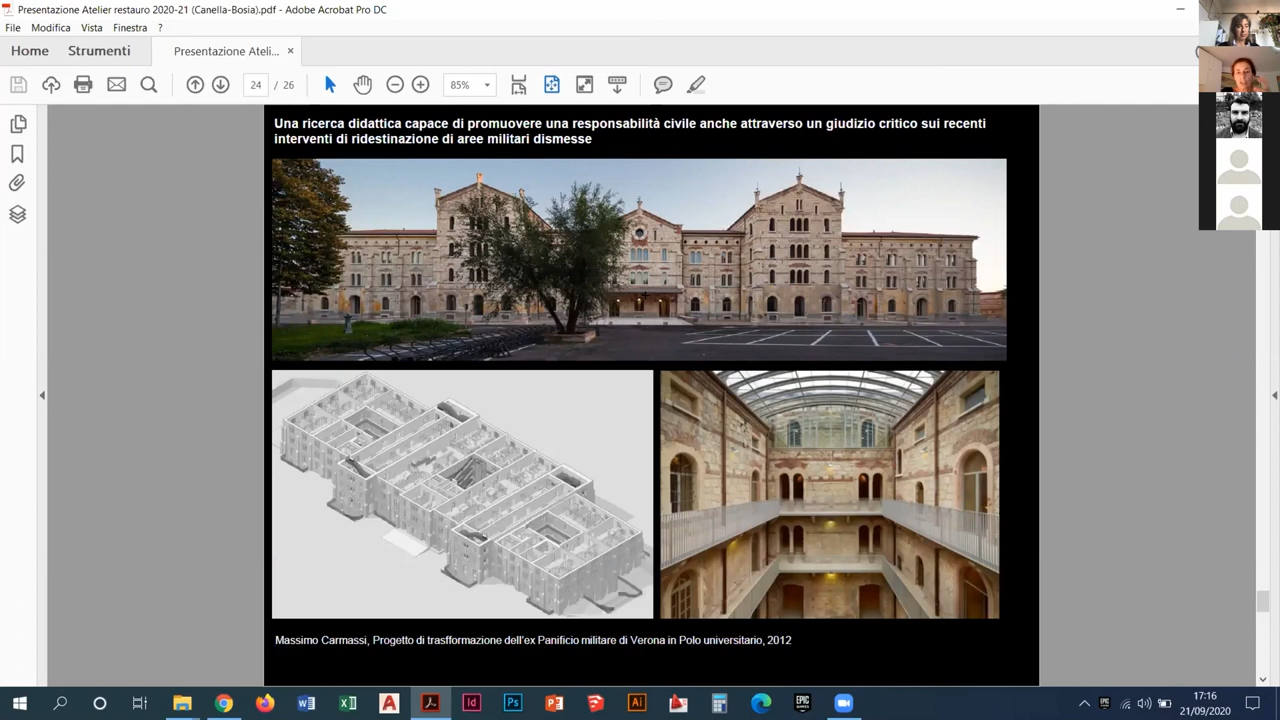 Presentazione Atelier restauro 2020-21 (Canella-Bosia).pdf - Adobe Acrobat Pro DC
File Modifica Vista Finestra ?
Home Strumenti Presentazione Ateli... ×
24 / 26 85%
Una ricerca didattica capace di promuovere una responsabilità civile anche attraverso un giudizio critico sui recenti
interventi di ridestinazione di aree militari dismesse
Massimo Carmassi, Progetto di trasfformazione dell'ex Panificio militare di Verona in Polo universitario, 2012
17:16
21/09/2020